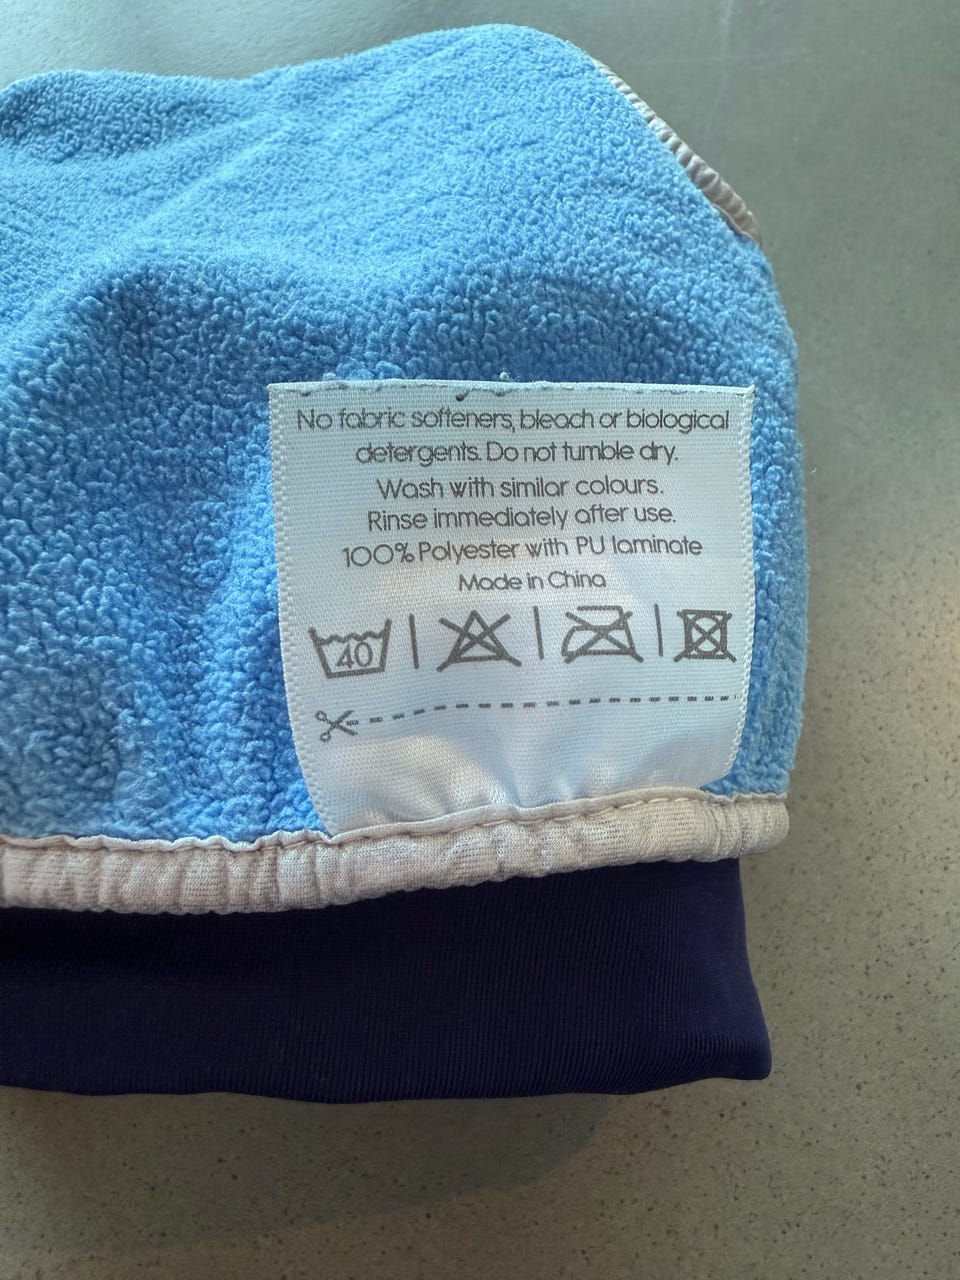 No fabric softeners, bleach or biological
detergents. Do not tumble dry.
Wash with similar colours.
Rinse immediately after use.
100% Polyester with PU laminate
Made in China
40